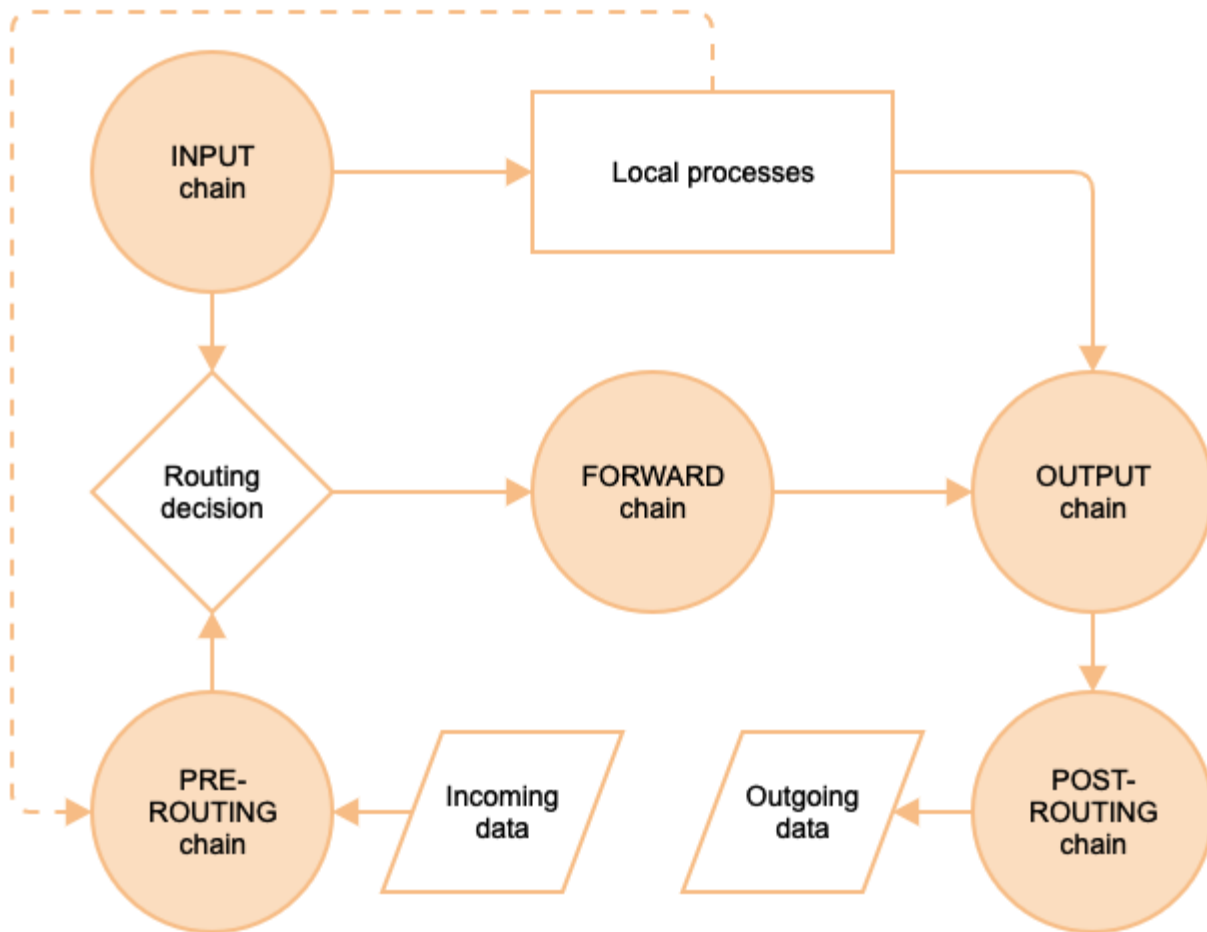 INPUT
chain
Local processes
Routing
decision
FORWARD
chain
OUTPUT
chain
PRE-
ROUTING
chain
Incoming
data
Outgoing
data
POST-
ROUTING
chain